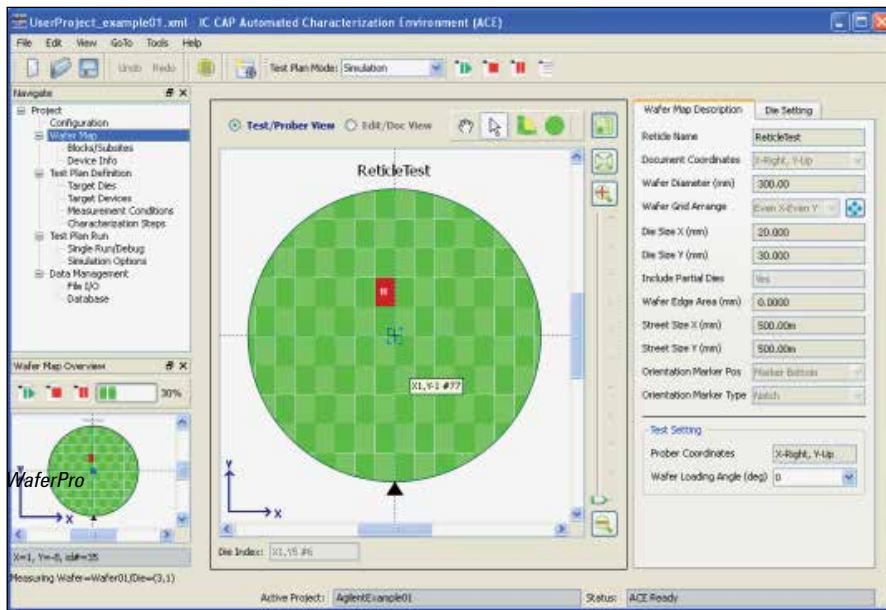 UserProject_example01.xml IC CAP Automated Characterization Environment (ACE)
File Edit View GoTo Tools Help
Undo Redo Test Plan Mode: Simulation
Navigate
Project
Configuration
Wafer Map
Blocks/Subsites
Device Info
Test Plan Definition
Target Dies
Target Devices
Measurement Conditions
Characterization Steps
Test Plan Run
Single Run/Debug
Simulation Options
Data Management
File I/O
Database
Wafer Map Overview
30%
Y
WaferPro
X
X=1, Y=-8, id#=35
Measuring Wafer=Wafer01/Die=(3,1)
Test/Prober View Edit/Doc View
ReticleTest
R
X1,Y-1 #77
Y
X
Die Index: X1,Y5 #6
Wafer Map Description Die Setting
Reticle Name ReticleTest
Document Coordinates X-Right, Y-Up
Wafer Diameter (mm) 300.00
Wafer Grid Arrange Even X-Even Y
Die Size X (mm) 20.000
Die Size Y (mm) 30.000
Include Partial Dies Yes
Wafer Edge Area (mm) 0.0000
Street Size X (mm) 500.00m
Street Size Y (mm) 500.00m
Orientation Marker Pos Marker Bottom
Orientation Marker Type Notch
Test Setting
Prober Coordinates X-Right, Y-Up
Wafer Loading Angle (deg) 0
Active Project: AgilentExample01 Status: ACE Ready